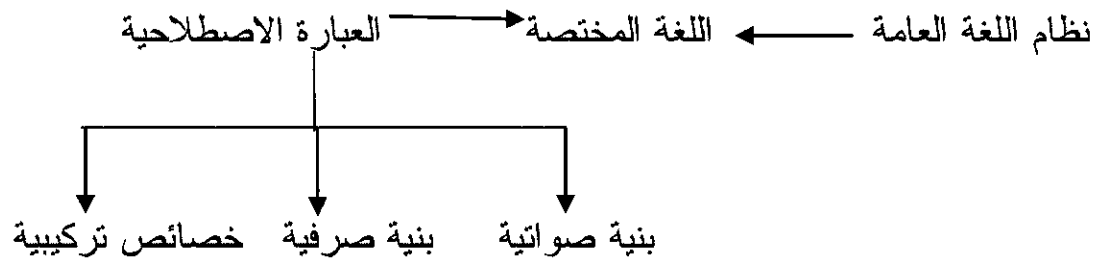 نظام اللغة العامة اللغة المختصة العبارة الاصطلاحية
بنية صواتية بنية صرفية خصائص تركيبية